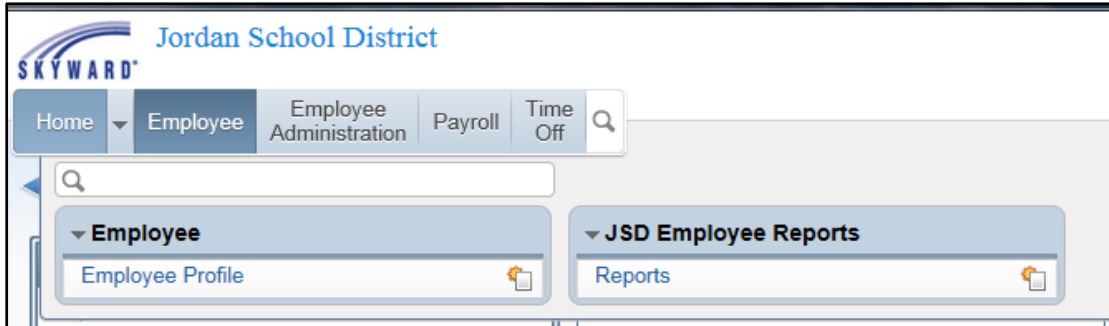 Jordan School District
SKYWARD®
Home
Employee
Employee
Administration
Payroll
Time
Off
Employee
JSD Employee Reports
Employee Profile
Reports